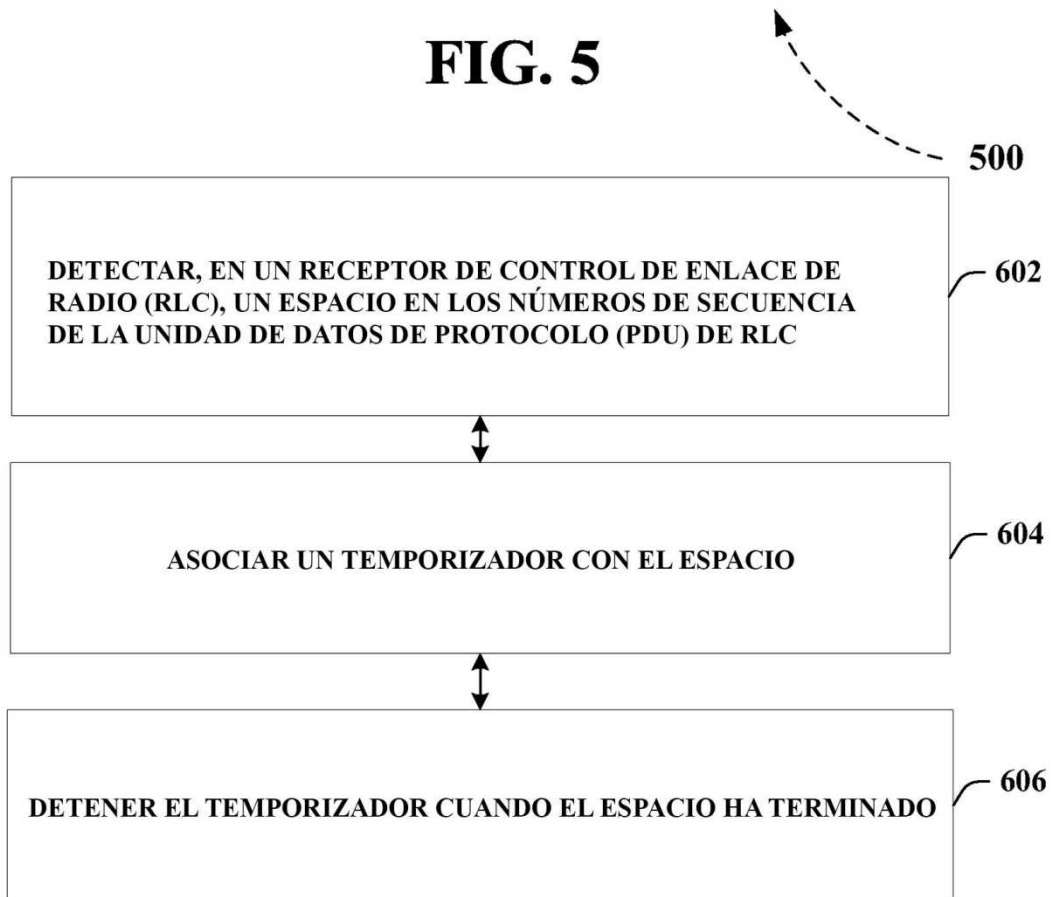 FIG. 5
500
DETECTAR, EN UN RECEPTOR DE CONTROL DE ENLACE DE
RADIO (RLC), UN ESPACIO EN LOS NÚMEROS DE SECUENCIA
DE LA UNIDAD DE DATOS DE PROTOCOLO (PDU) DE RLC
602
ASOCIAR UN TEMPORIZADOR CON EL ESPACIO
604
DETENER EL TEMPORIZADOR CUANDO EL ESPACIO HA TERMINADO
606